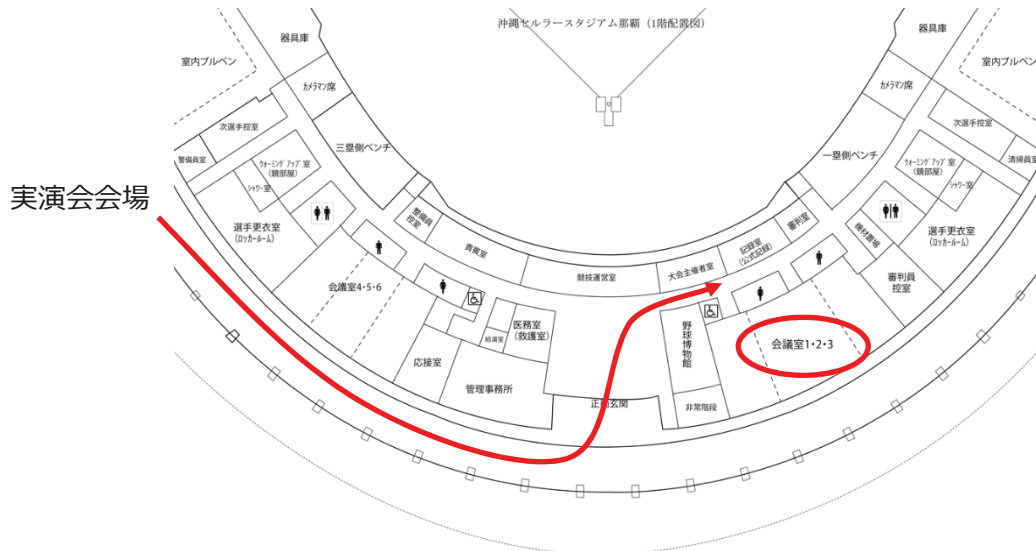 沖縄セルラースタジアム那覇（1階配置図）
器具庫
器具庫
室内ブルペン
室内ブルペン
カメラマン席
カメラマン席
次選手控室
次選手控室
三塁側ベンチ
一塁側ベンチ
警備員室
清掃員室
ウォーミングアップ室
(鏡部屋)
ウォーミングアップ室
(鏡部屋)
シャワー室
シャワー室
実演会会場
選手更衣室
(ロッカールーム)
選手更衣室
(ロッカールーム)
整備員
控室
貴賓室
競技運営室
大会主催者室
記録室
(公式記録)
審判室
機材置場
審判員
控室
会議室4・5・6
医務室
(救護室)
給湯室
応接室
管理事務所
正面玄関
野球博物館
非常階段
会議室1・2・3